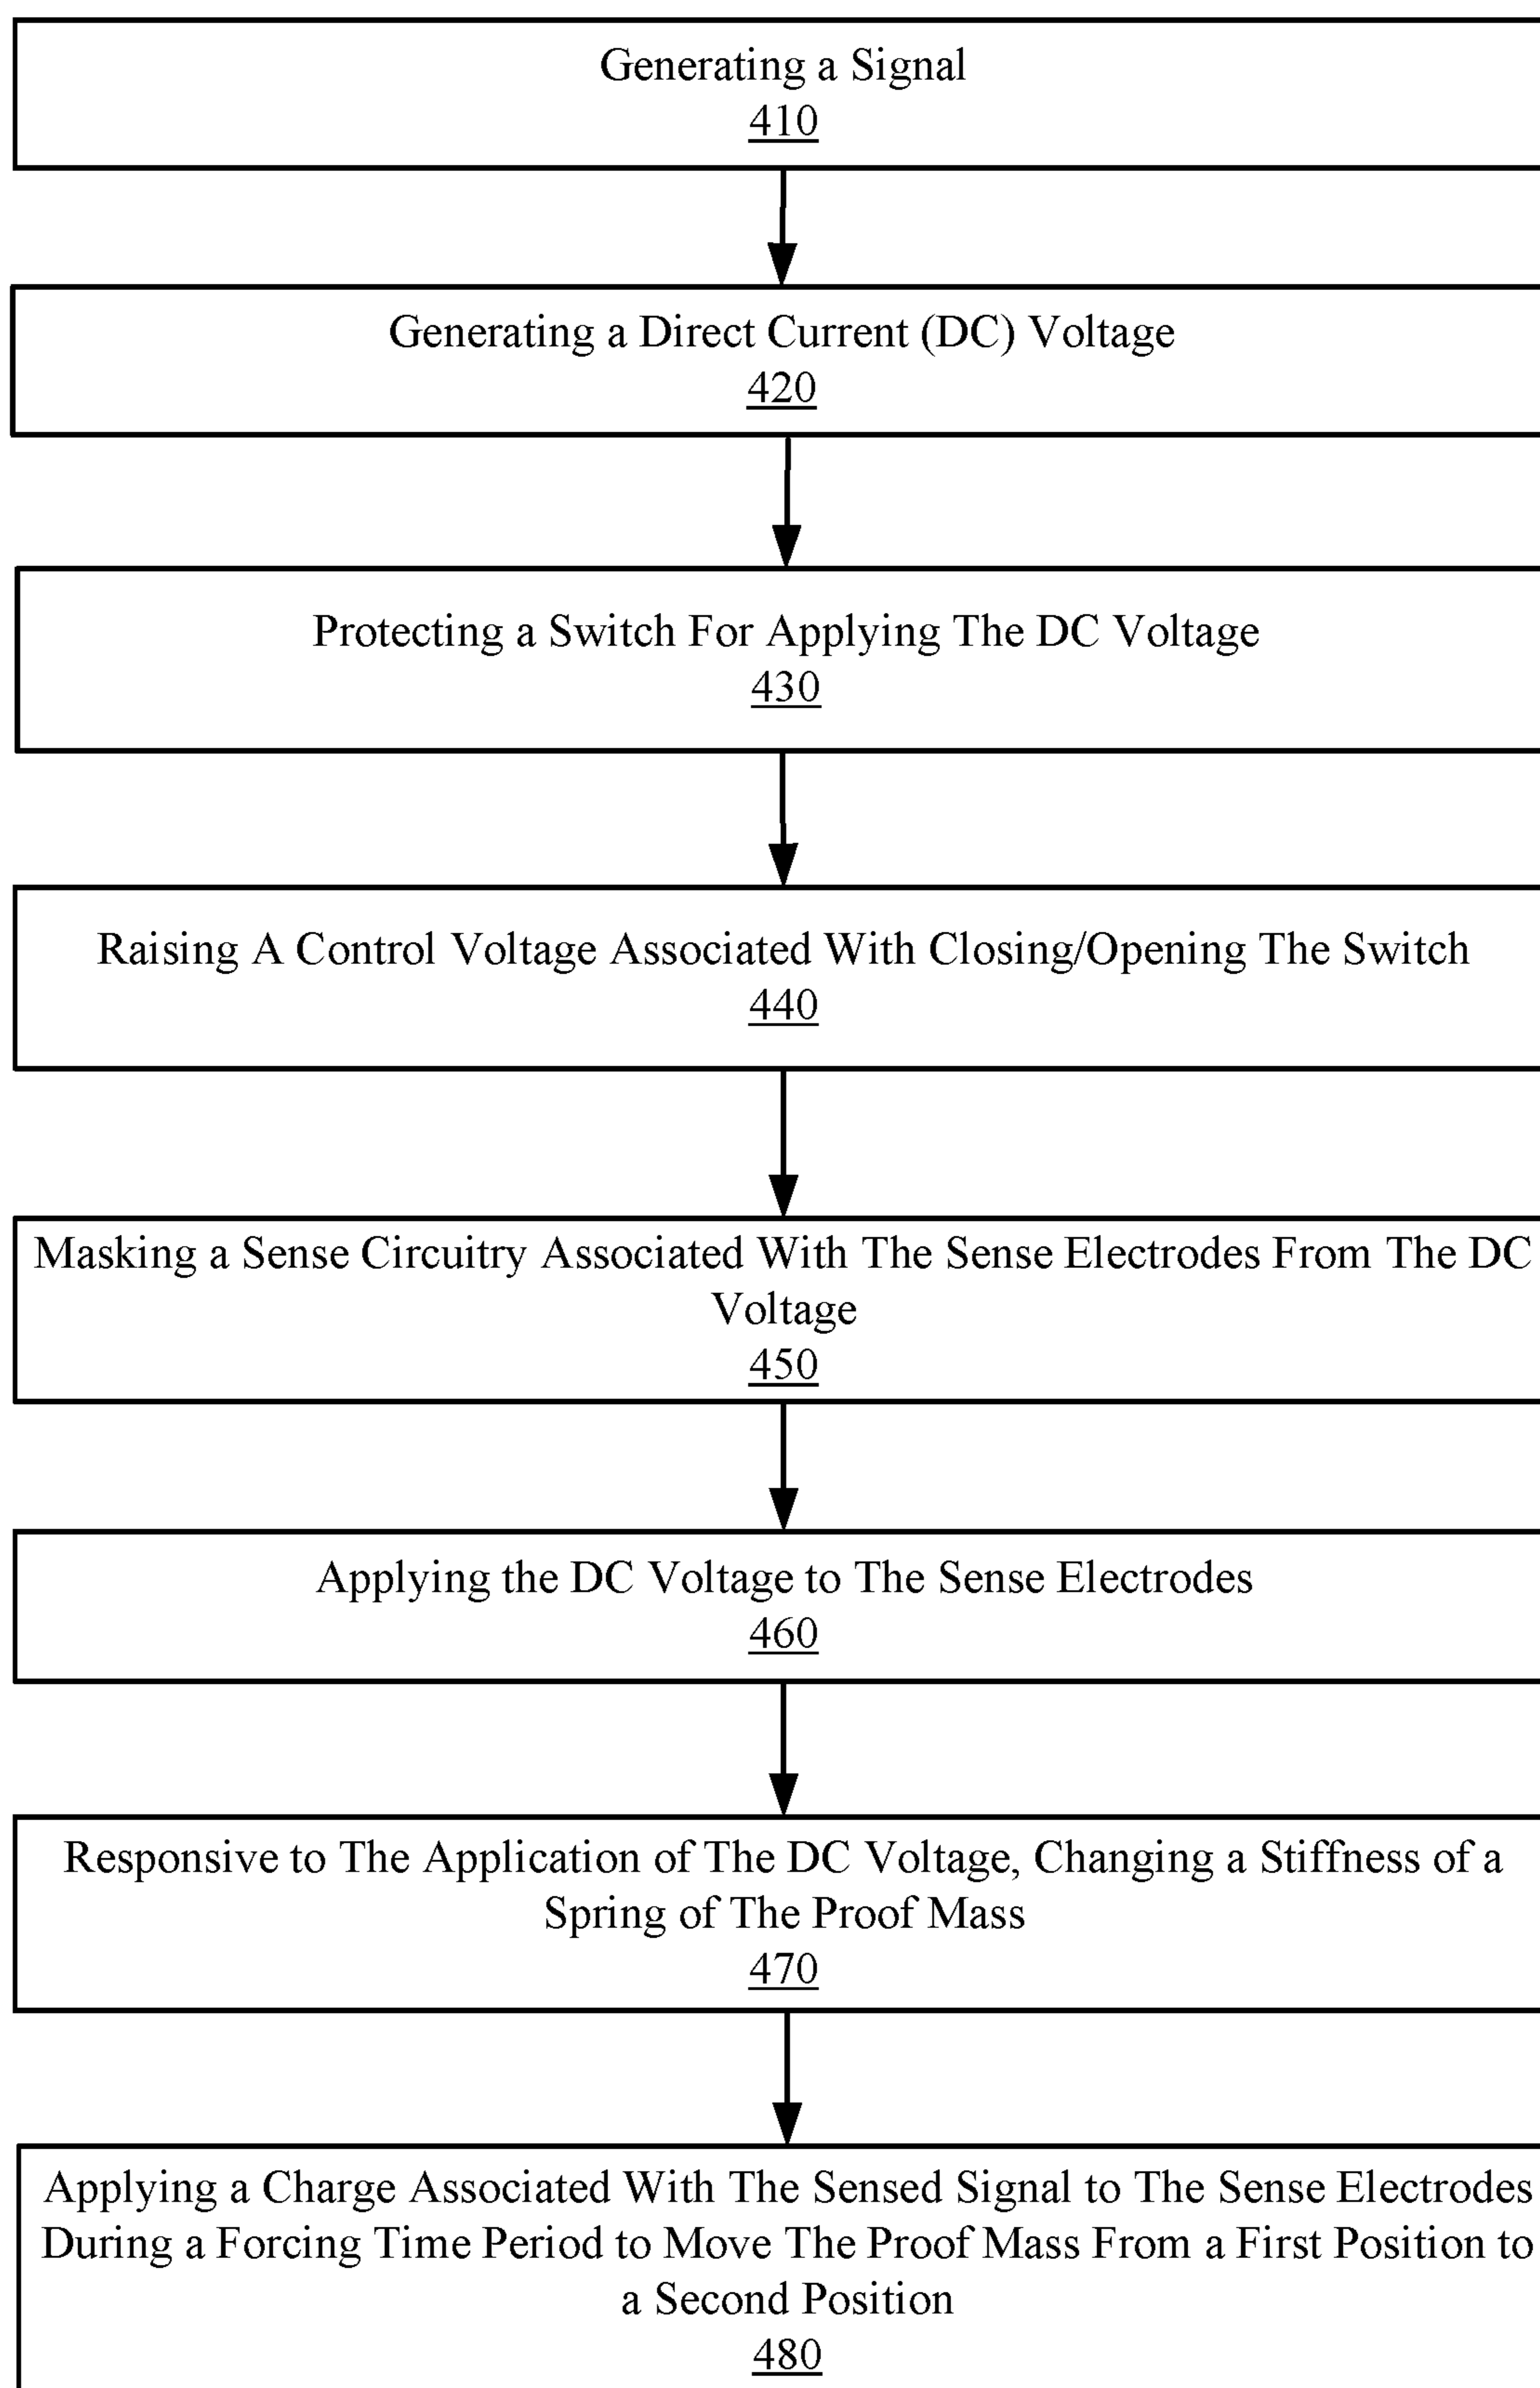 Generating a Signal
410
Generating a Direct Current (DC) Voltage
420
Protecting a Switch For Applying The DC Voltage
430
Raising A Control Voltage Associated With Closing/Opening The Switch
440
Masking a Sense Circuitry Associated With The Sense Electrodes From The DC
Voltage
450
Applying the DC Voltage to The Sense Electrodes
460
Responsive to The Application of The DC Voltage, Changing a Stiffness of a
Spring of The Proof Mass
470
Applying a Charge Associated With The Sensed Signal to The Sense Electrodes
During a Forcing Time Period to Move The Proof Mass From a First Position to
a Second Position
480